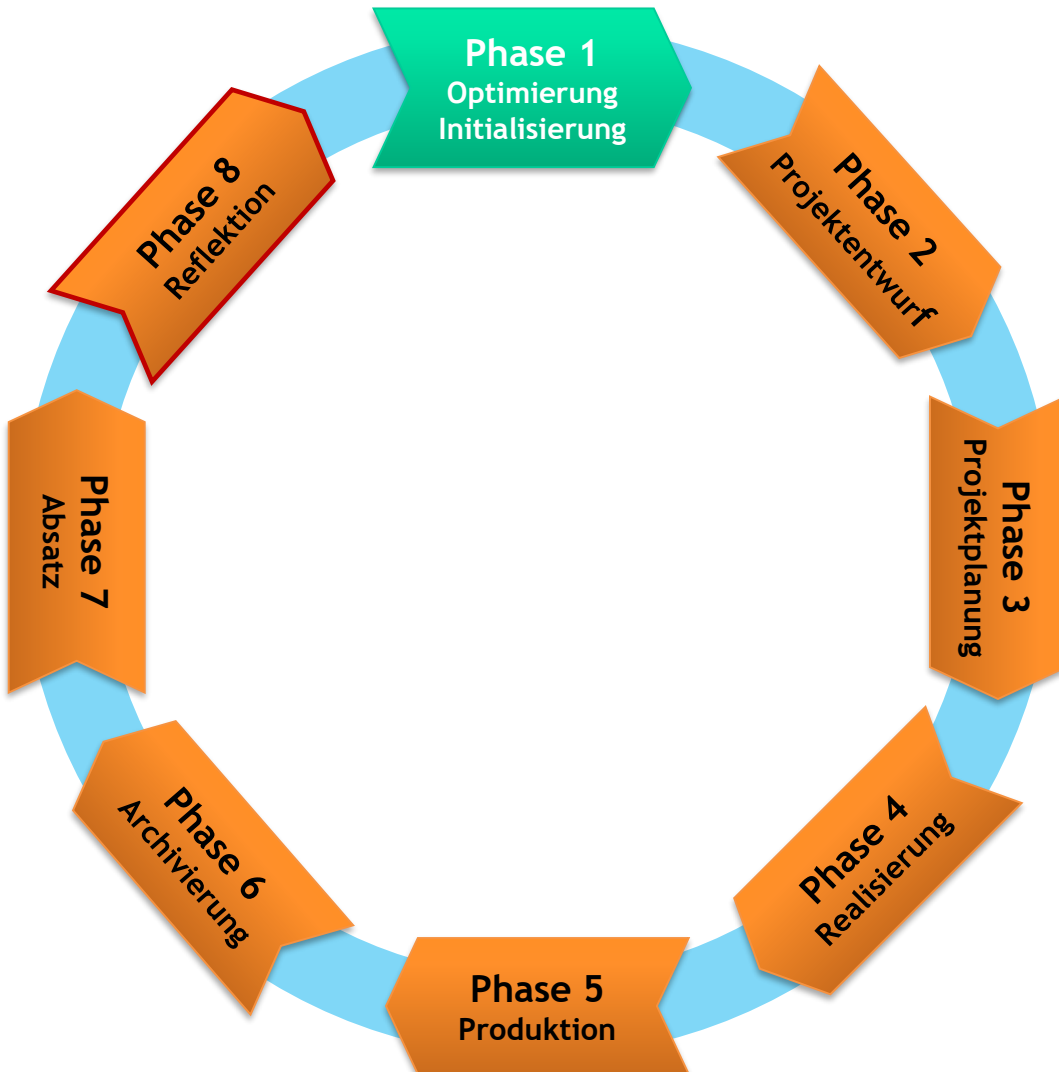 Phase 1
Optimierung
Initialisierung
Phase 2
Projektentwurf
Phase 3
Projektplanung
Phase 4
Realisierung
Phase 5
Produktion
Phase 6
Archivierung
Phase 7
Absatz
Phase 8
Reflektion